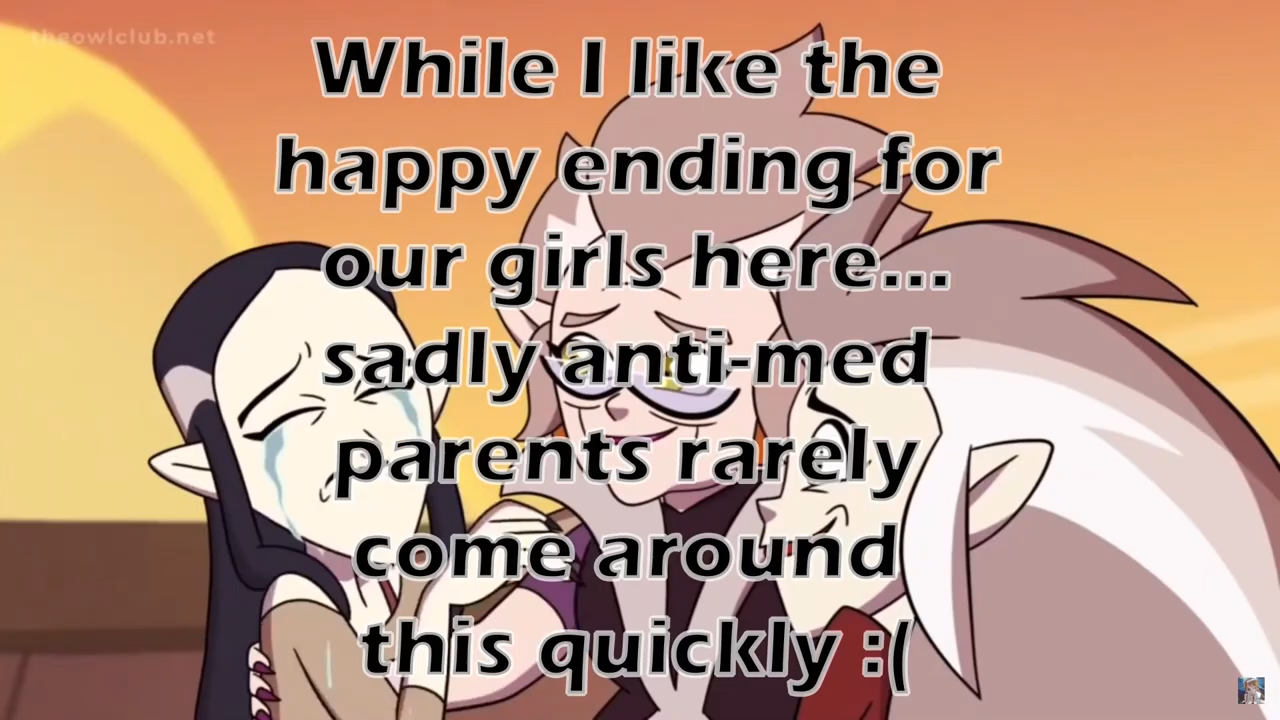 theowlclub.net
While I like the
happy ending for
our girls here...
sadly anti-med
parents rarely
come around
this quickly :(